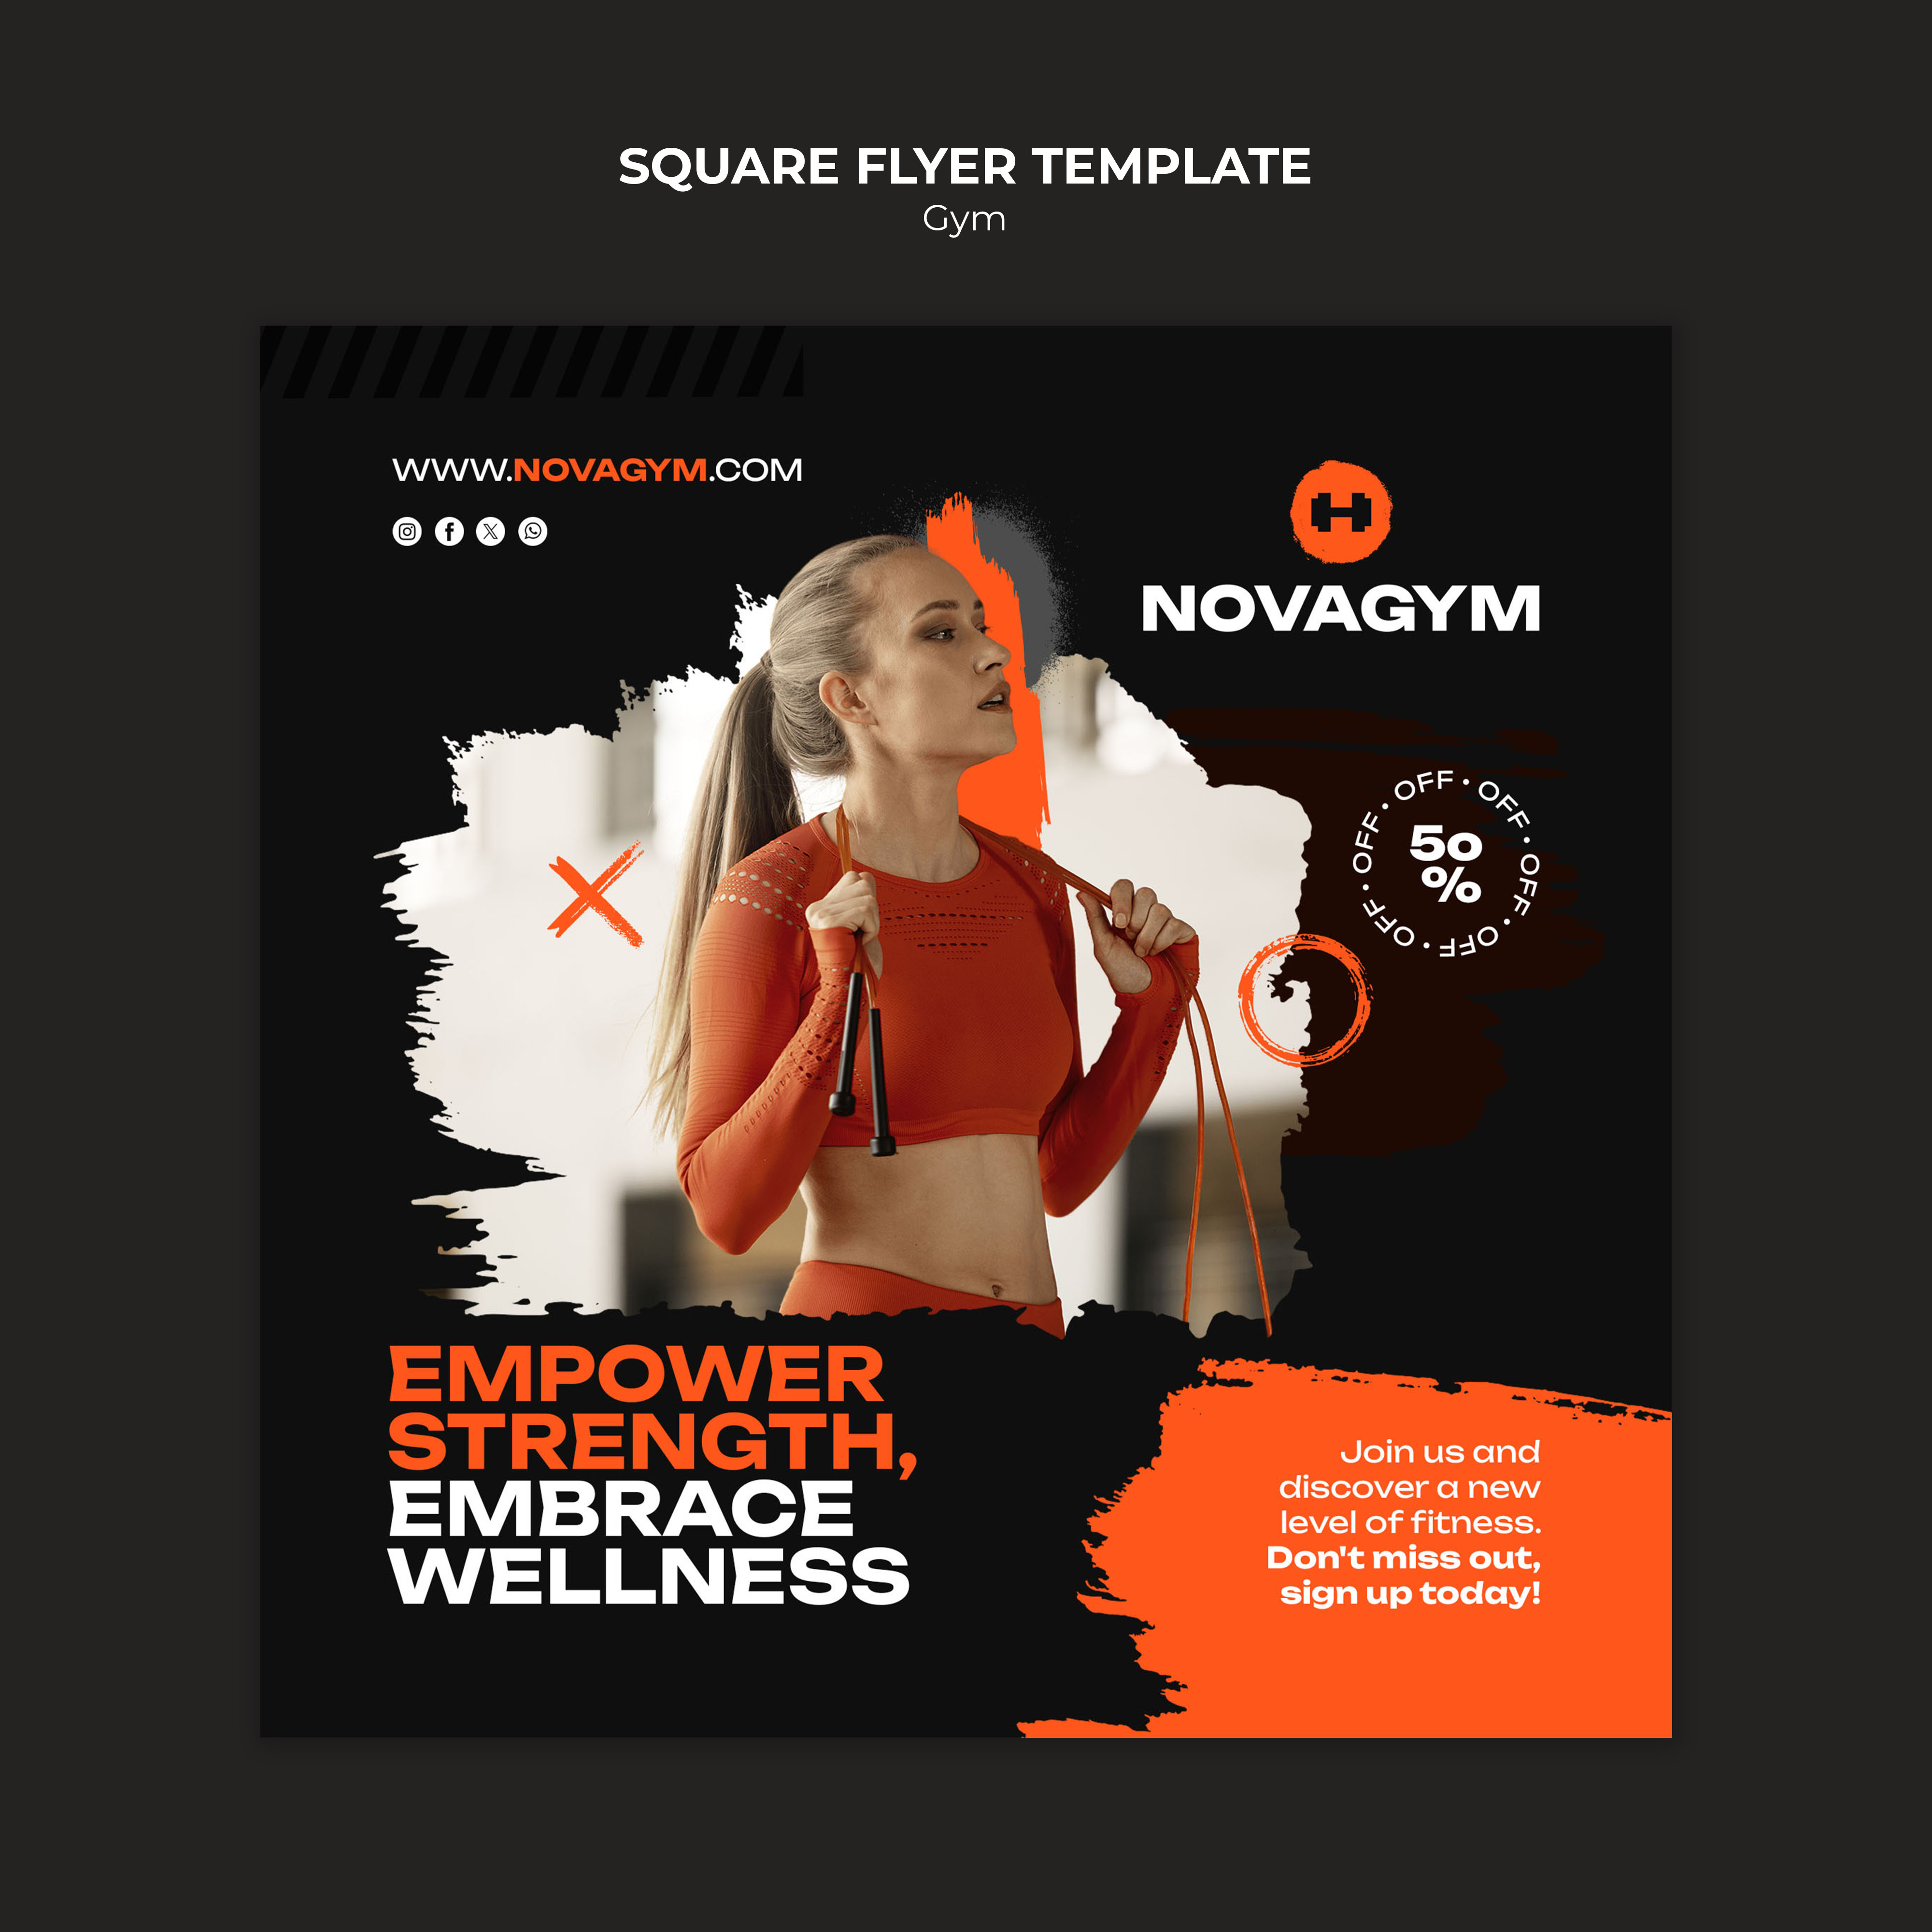 SQUARE FLYER TEMPLATE
Gym
WWW.NOVAGYM.COM
NOVAGYM
OFF • OFF • OFF • OFF • OFF • OFF •
50
%
EMPOWER
STRENGTH,
EMBRACE
WELLNESS
Join us and
discover a new
level of fitness.
Don't miss out,
sign up today!